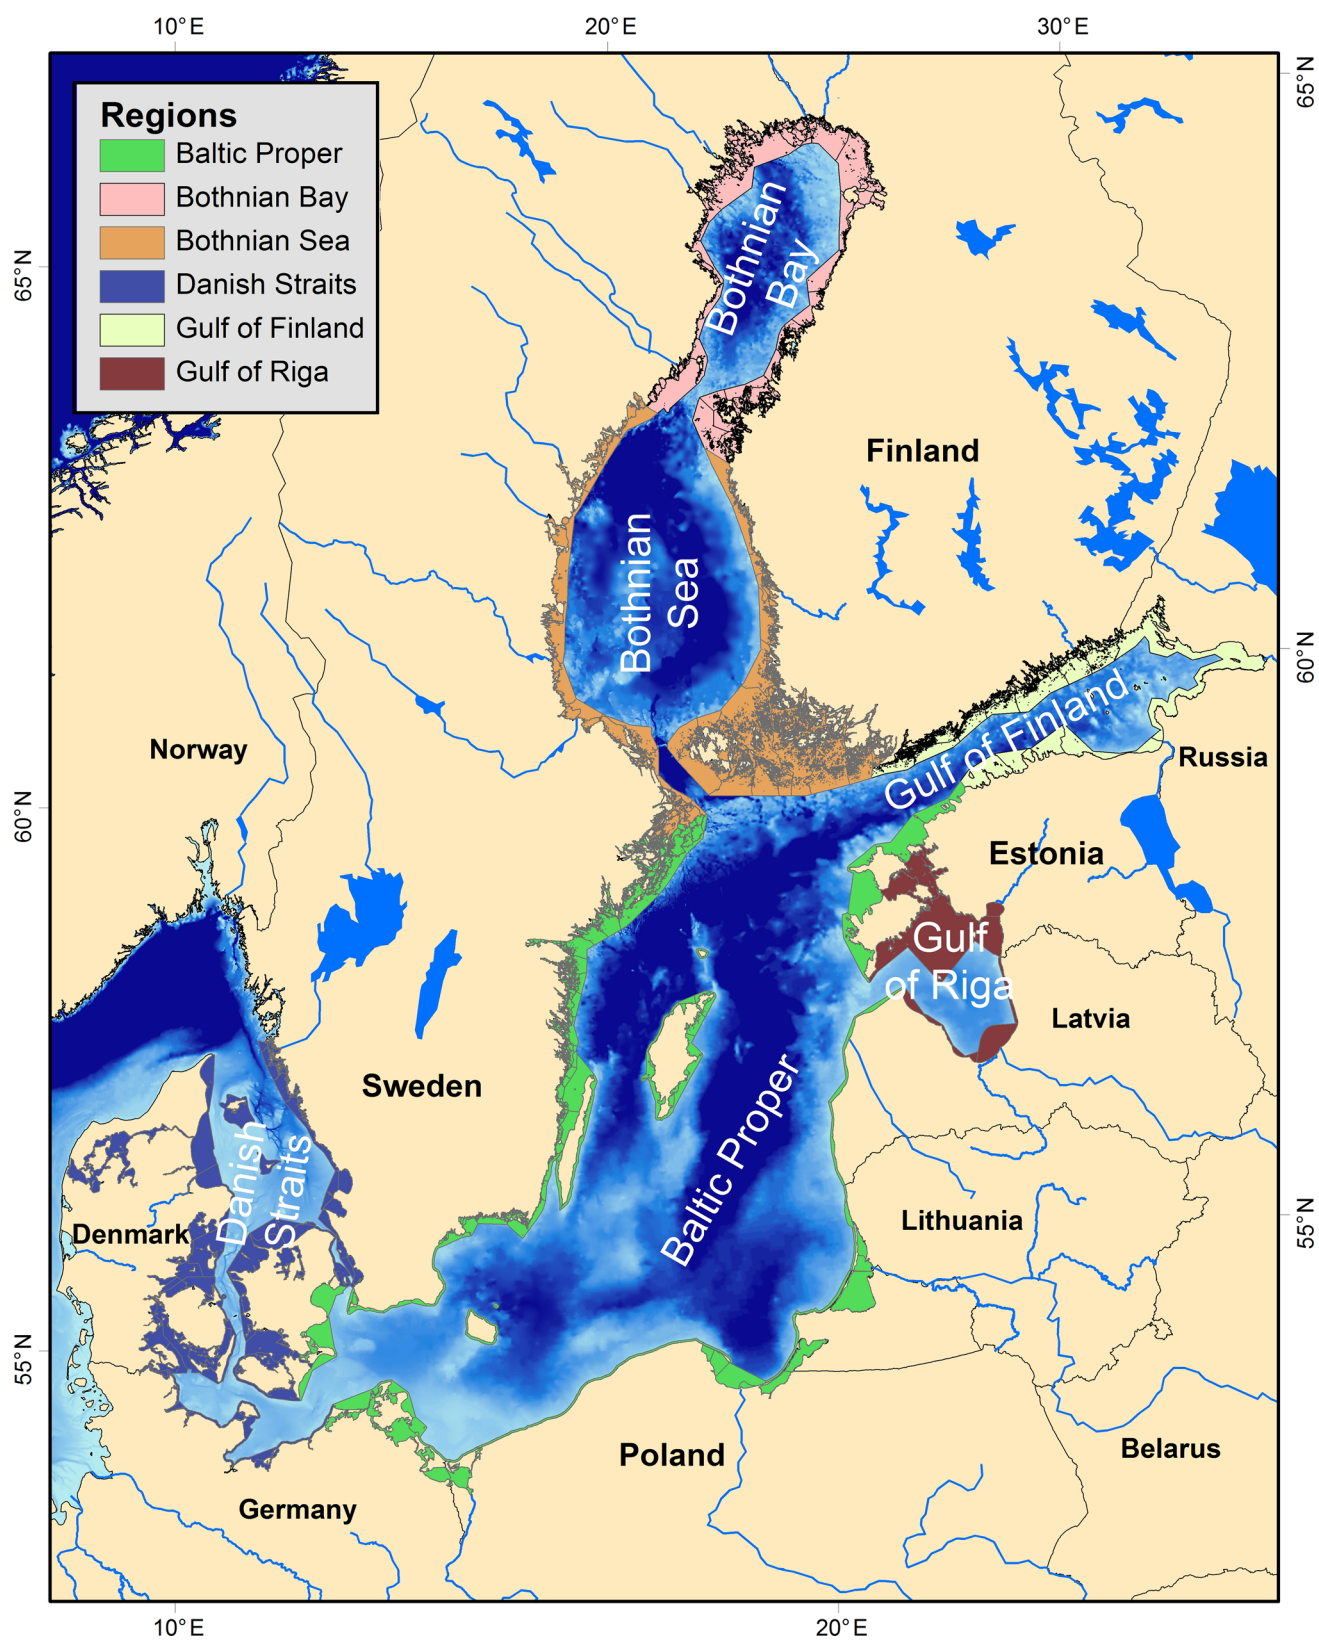 10°E 20°E 30°E
65°N
Regions
Baltic Proper
Bothnian Bay
Bothnian Sea
Danish Straits
Gulf of Finland
Gulf of Riga
65°N
Bothnian
Bay
Finland
Bothnian
Sea
60°N
Gulf of Finland
Norway
Russia
60°N
Estonia
Gulf
of Riga
Latvia
Sweden
Baltic Proper
Danish
Straits
Denmark
Lithuania
55°N
55°N
Poland
Belarus
Germany
10°E 20°E